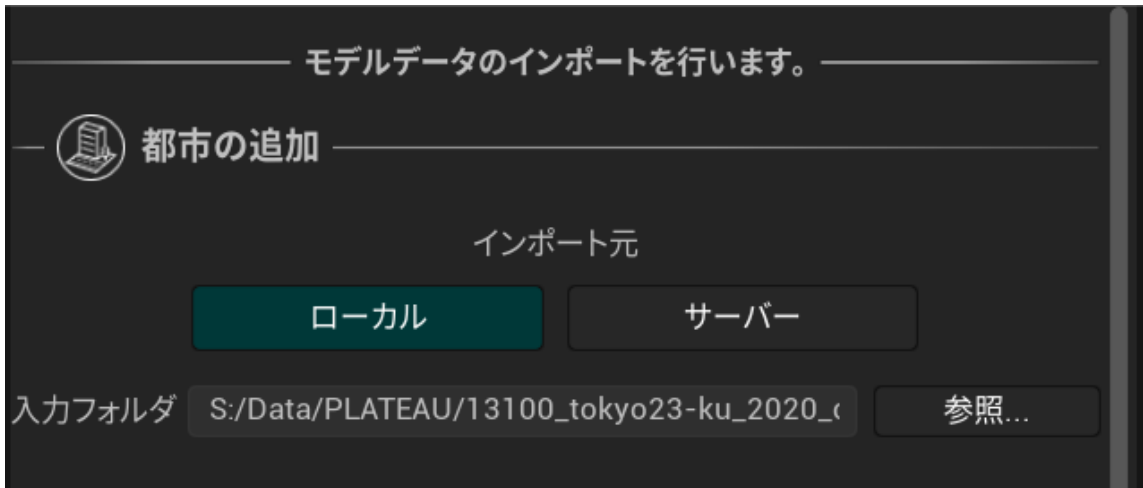 モデルデータのインポートを行います。
都市の追加
インポート元
ローカル サーバー
入力フォルダ S:/Data/PLATEAU/13100_tokyo23-ku_2020_ 参照...